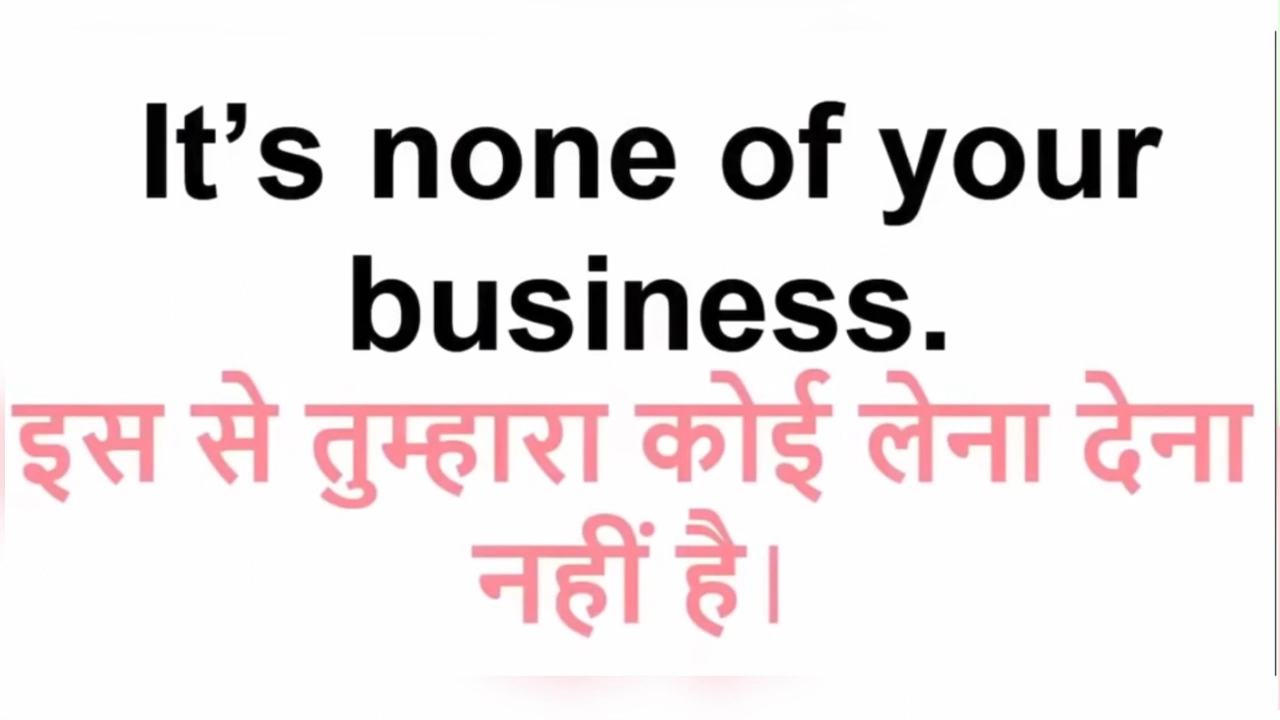 It’s none of your
business.
इस से तुम्हारा कोई लेना देना
नहीं है।